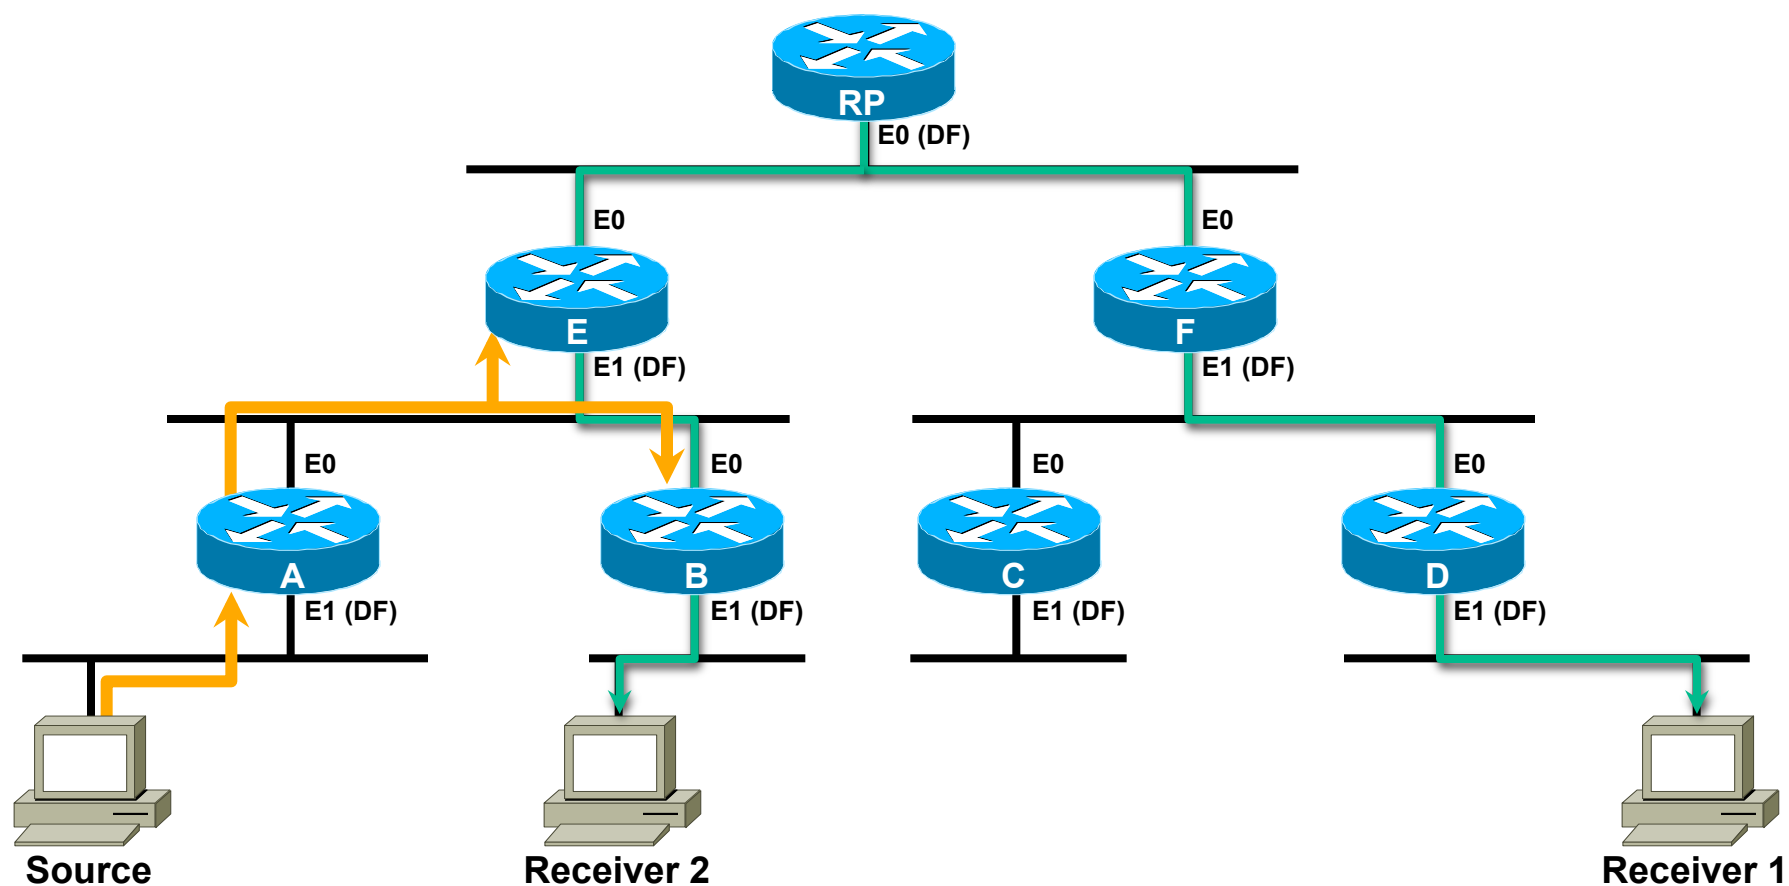 RP
E0 (DF)
E0
E0
E
F
E1 (DF)
E1 (DF)
E0
E0
E0
E0
A
B
C
D
E1 (DF)
E1 (DF)
E1 (DF)
E1 (DF)
Source
Receiver 2
Receiver 1